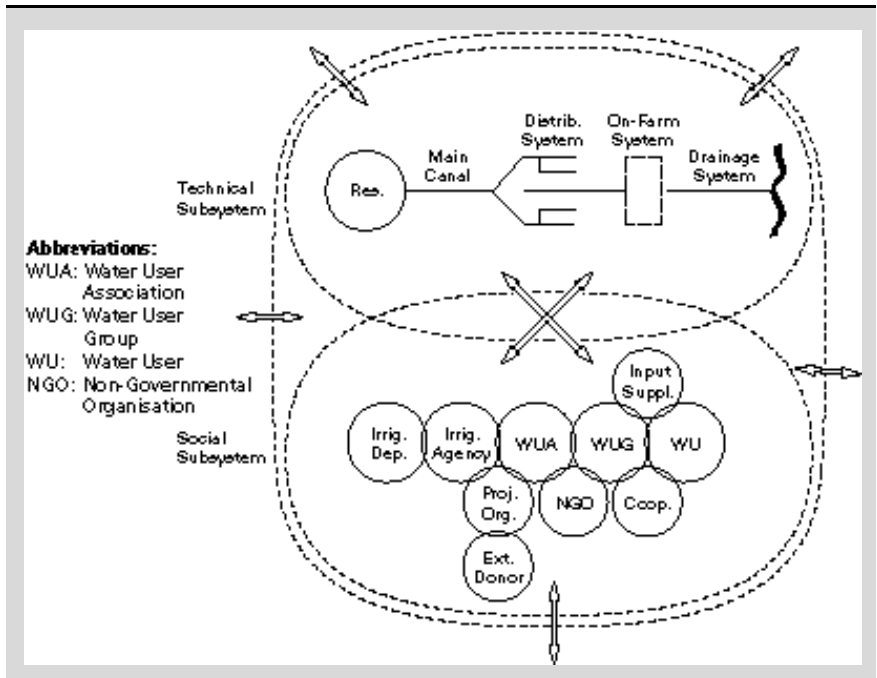 Distrib.
System
On-Farm
System
Main
Canal
Drainage
System
Technical
Subsystem
Res.
Abbreviations:
WUA: Water User
Association
WUG: Water User
Group
WU: Water User
NGO: Non-Governmental
Organisation
Social
Subsystem
Input
Suppl.
Irrig.
Dep.
Irrig.
Agency
WUA
WUG
WU
Proj.
Org.
NGO
Coop.
Ext.
Donor